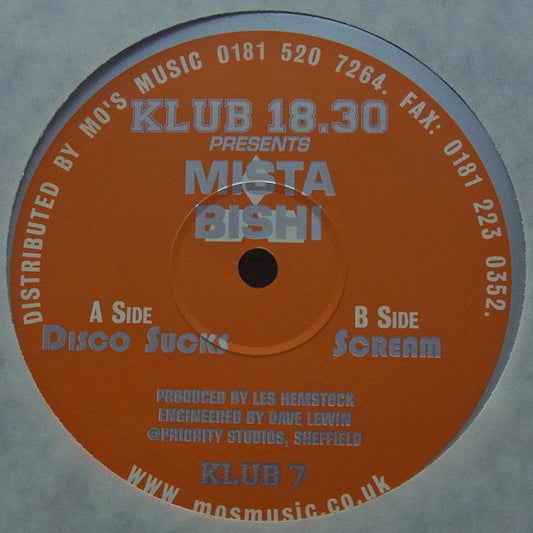 DISTRIBUTED BY MO'S MUSIC 0181 520 7264. FAX: 0181 223 0352.
KLUB 18.30
PRESENTS
MISTA
BISHI
A SIDE
DISCO SUCKS
B SIDE
SCREAM
PRODUCED BY LES HEMSTOCK
ENGINEERED BY DAVE LEWIN
@PRIORITY STUDIOS, SHEFFIELD
KLUB 7
www.mosmusic.co.uk